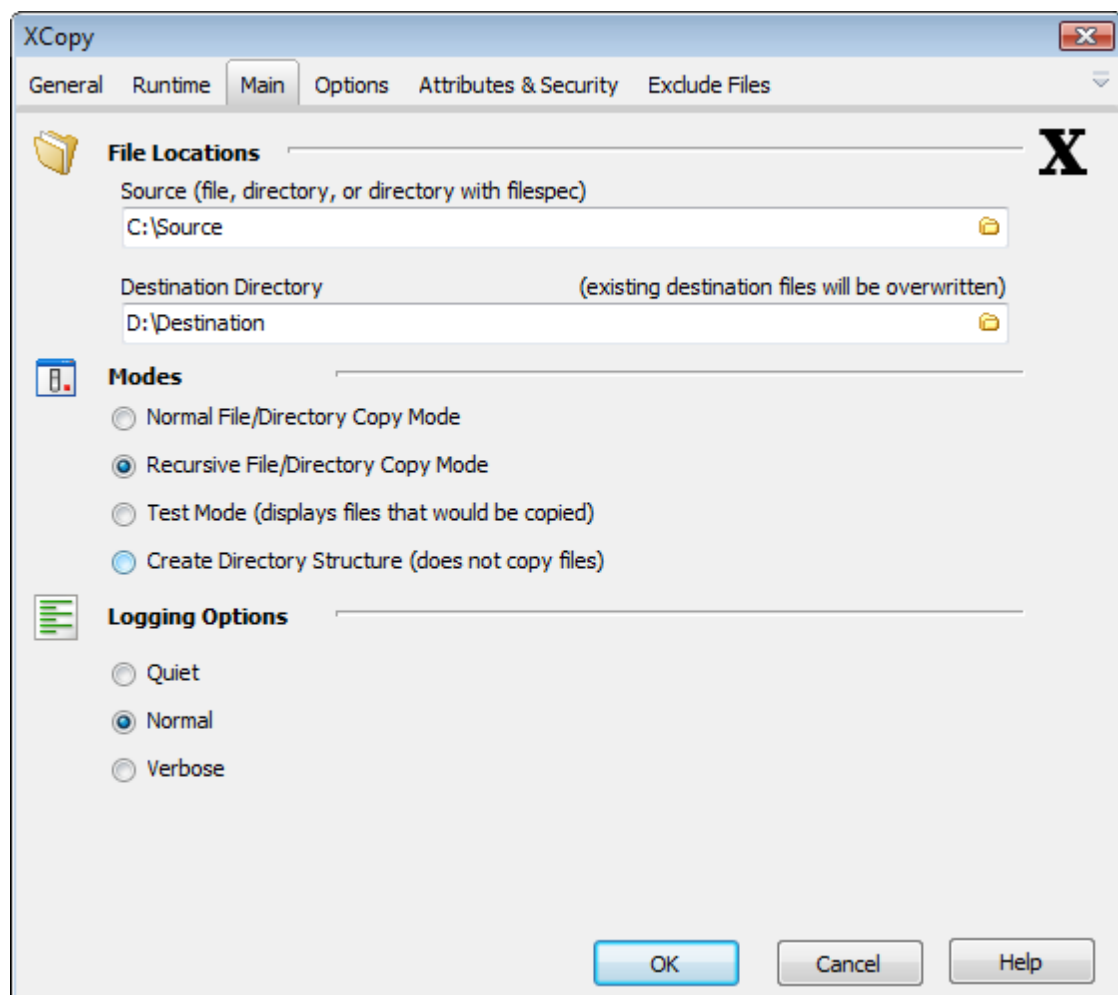 XCopy
General Runtime Main Options Attributes & Security Exclude Files
File Locations
X
Source (file, directory, or directory with filespec)
C:\Source
Destination Directory (existing destination files will be overwritten)
D:\Destination
Modes
Normal File/Directory Copy Mode
Recursive File/Directory Copy Mode
Test Mode (displays files that would be copied)
Create Directory Structure (does not copy files)
Logging Options
Quiet
Normal
Verbose
OK Cancel Help